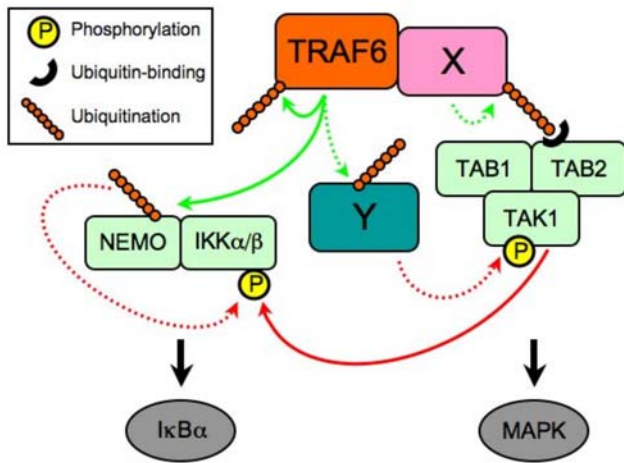 P Phosphorylation
Ubiquitin-binding
Ubiquitination
TRAF6
X
TAB1
TAB2
TAK1
P
Y
NEMO
IKKα/β
P
IκBα
MAPK